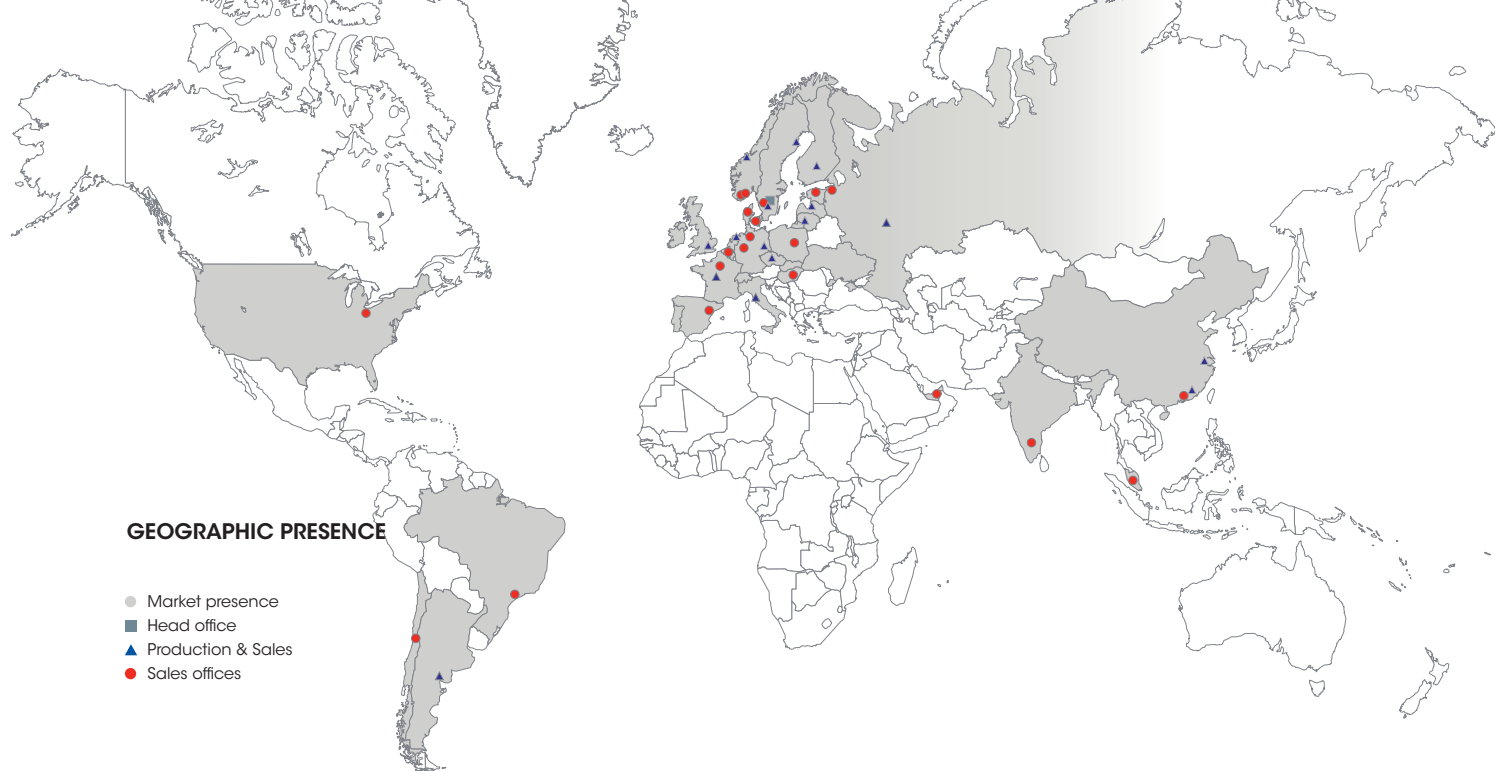 GEOGRAPHIC PRESENCE
Market presence
Head office
Production & Sales
Sales offices